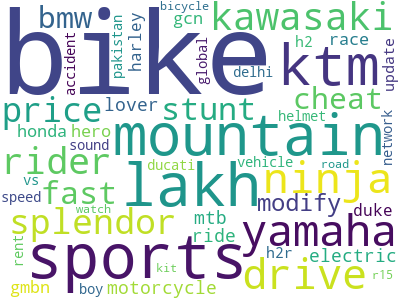 bicycle
bmw gcn kawasaki
harley h2 race
bike
accident
pakistan
global
delhi
ktm
update
lover
price stunt cheat
honda hero helmet
mountain
network
sound
rider lakh ducati vehicle road
speed vs fast watch ninja
mtb modify
splendor ride duke
yamaha
rent
sports h2r electric
kit drive r15
gmbn boy motorcycle